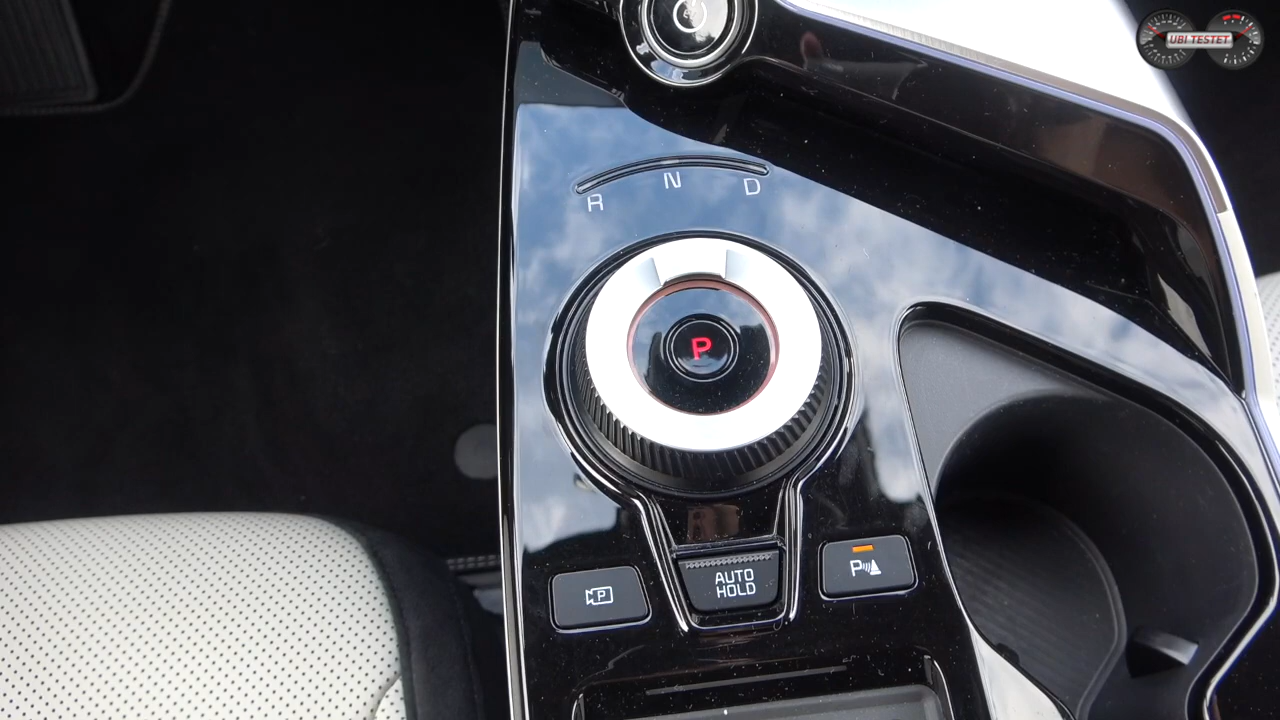 UBI TESTET
R N D
P
P
AUTO
HOLD
P